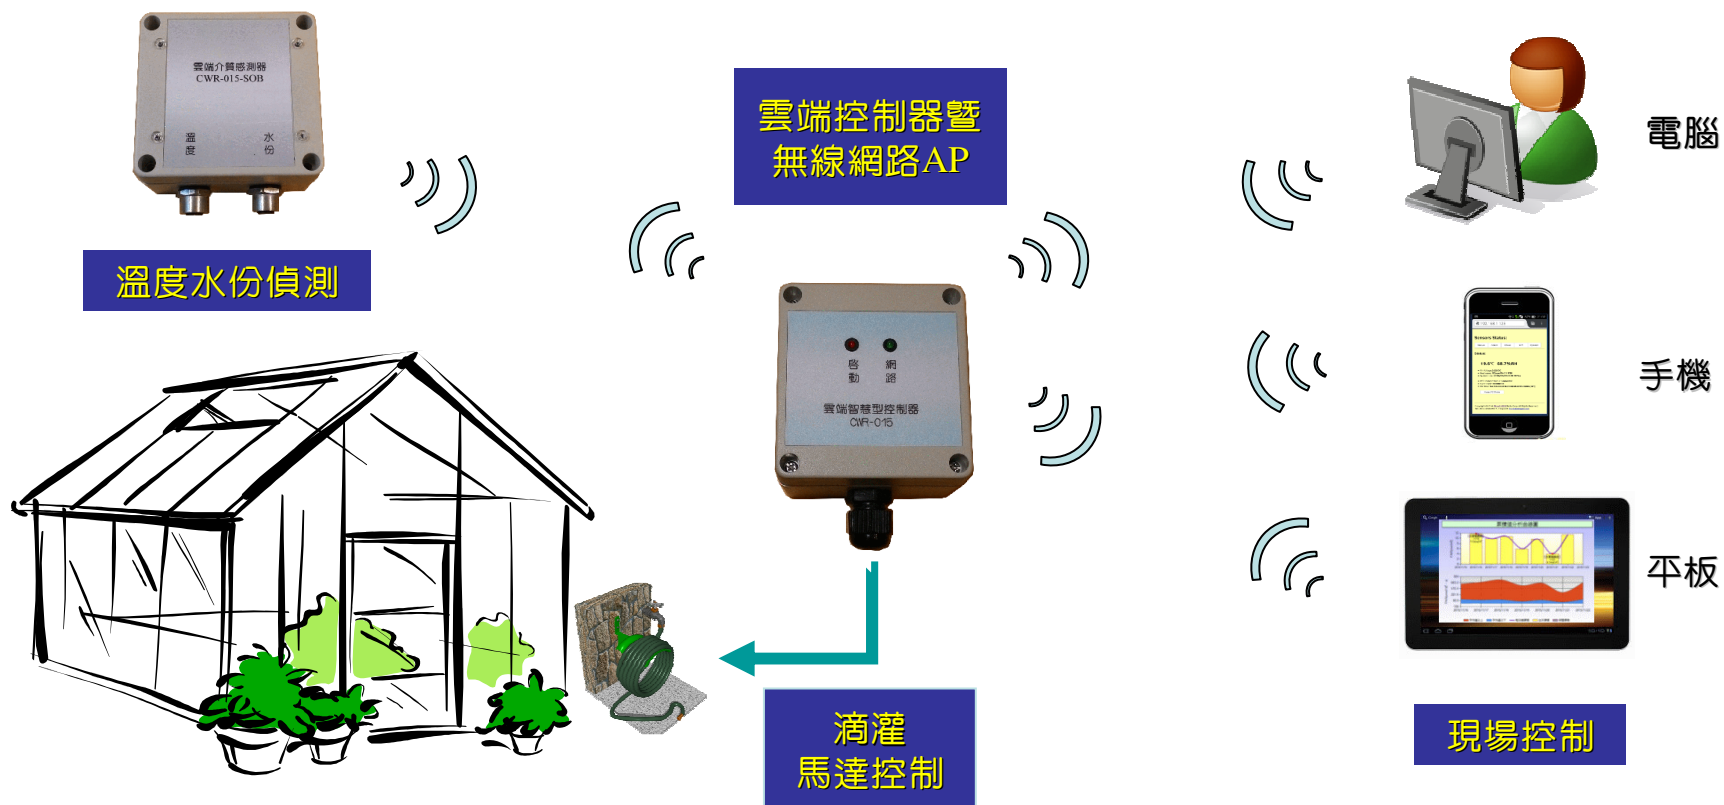 雲端介質感測器
CWR-015-SOB
溫度
水份
溫度水份偵測
雲端控制器暨
無線網路AP
啓動
網路
雲端智慧型控制器
CWR-015
滴灌
馬達控制
電腦
手機
Sensors Status:
平板
現場控制